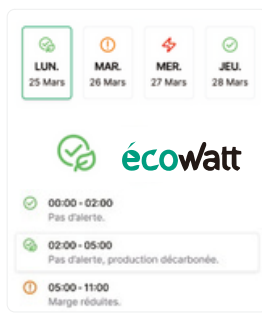 LUN. MAR. MER. JEU.
25 Mars 26 Mars 27 Mars 28 Mars
écowatt
00:00 - 02:00
Pas d'alerte.
02:00 - 05:00
Pas d'alerte, production décarbonée.
05:00 - 11:00
Marge réduites.